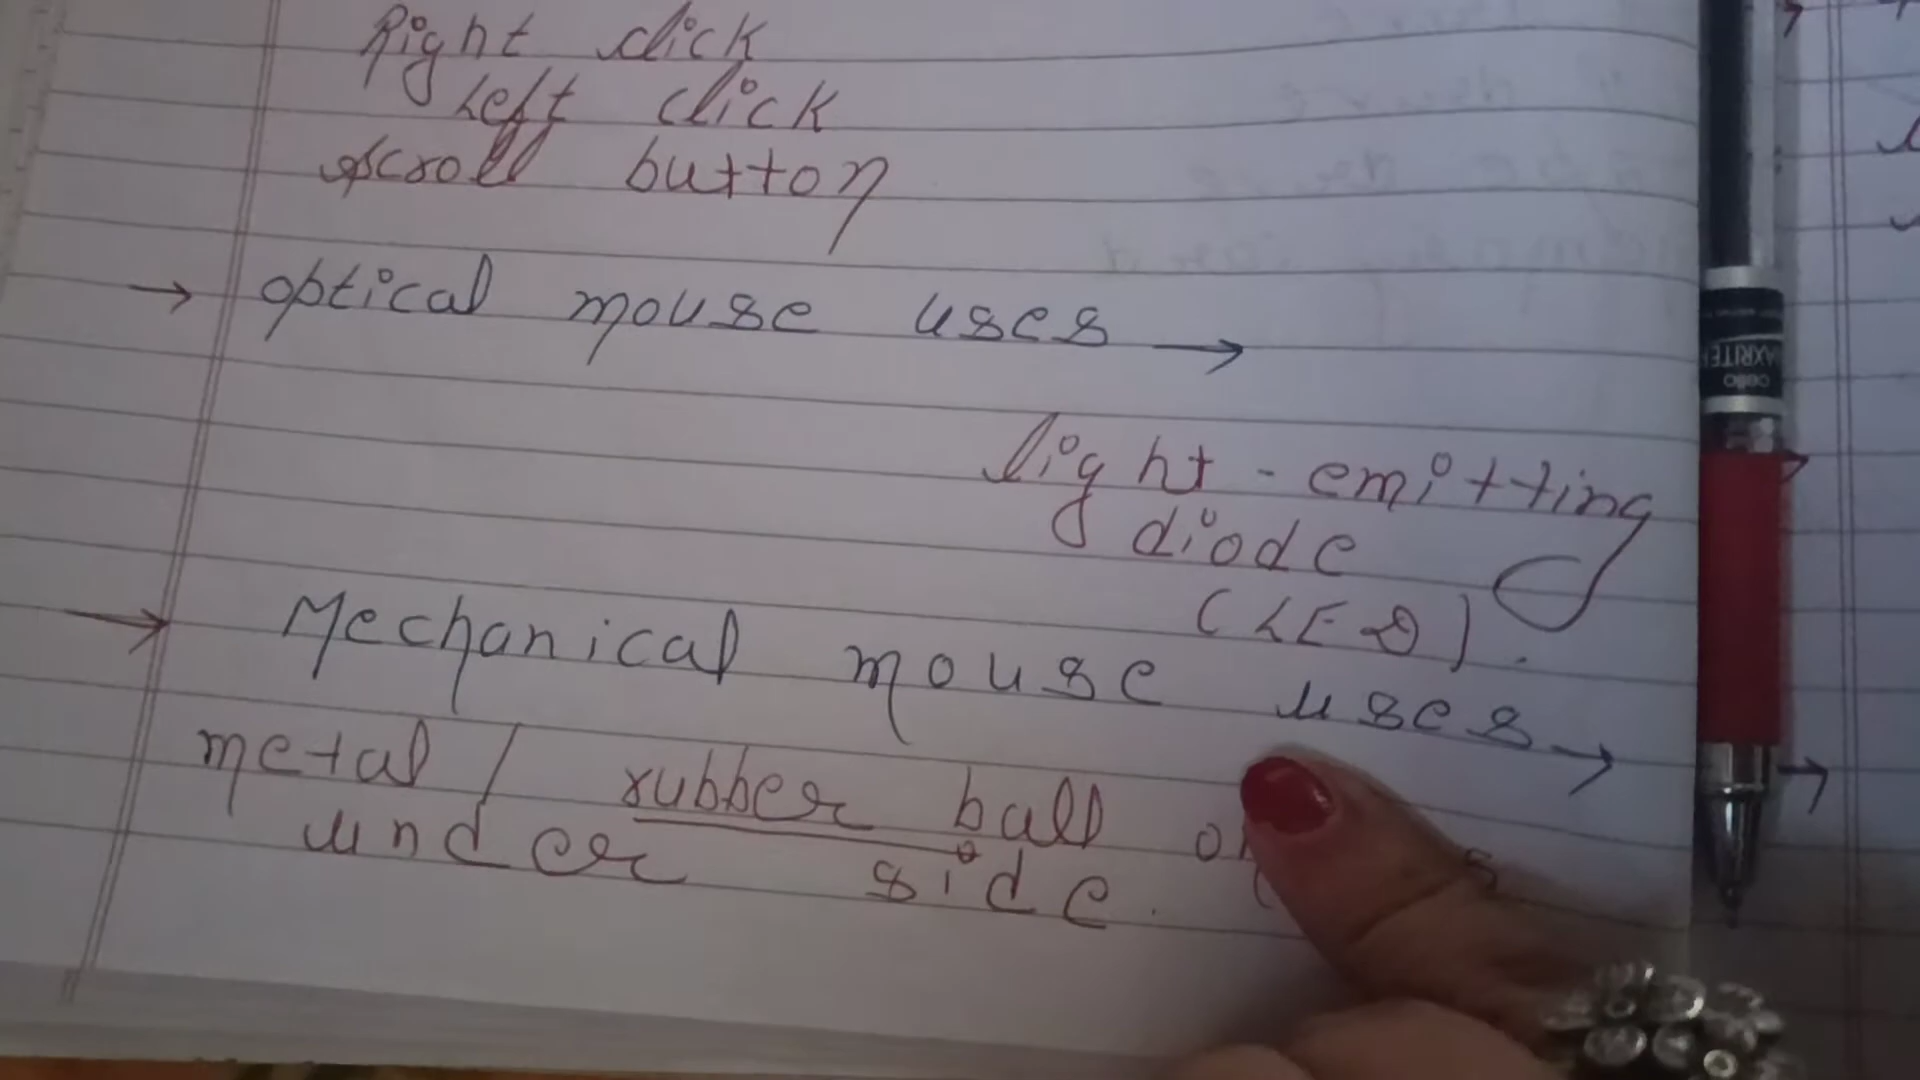 Right click
Left click
Scroll button
→ optical mouse uses →
light - emitting
diode
(LED).
→ Mechanical mouse uses →
metal / rubber ball
under side.
cello